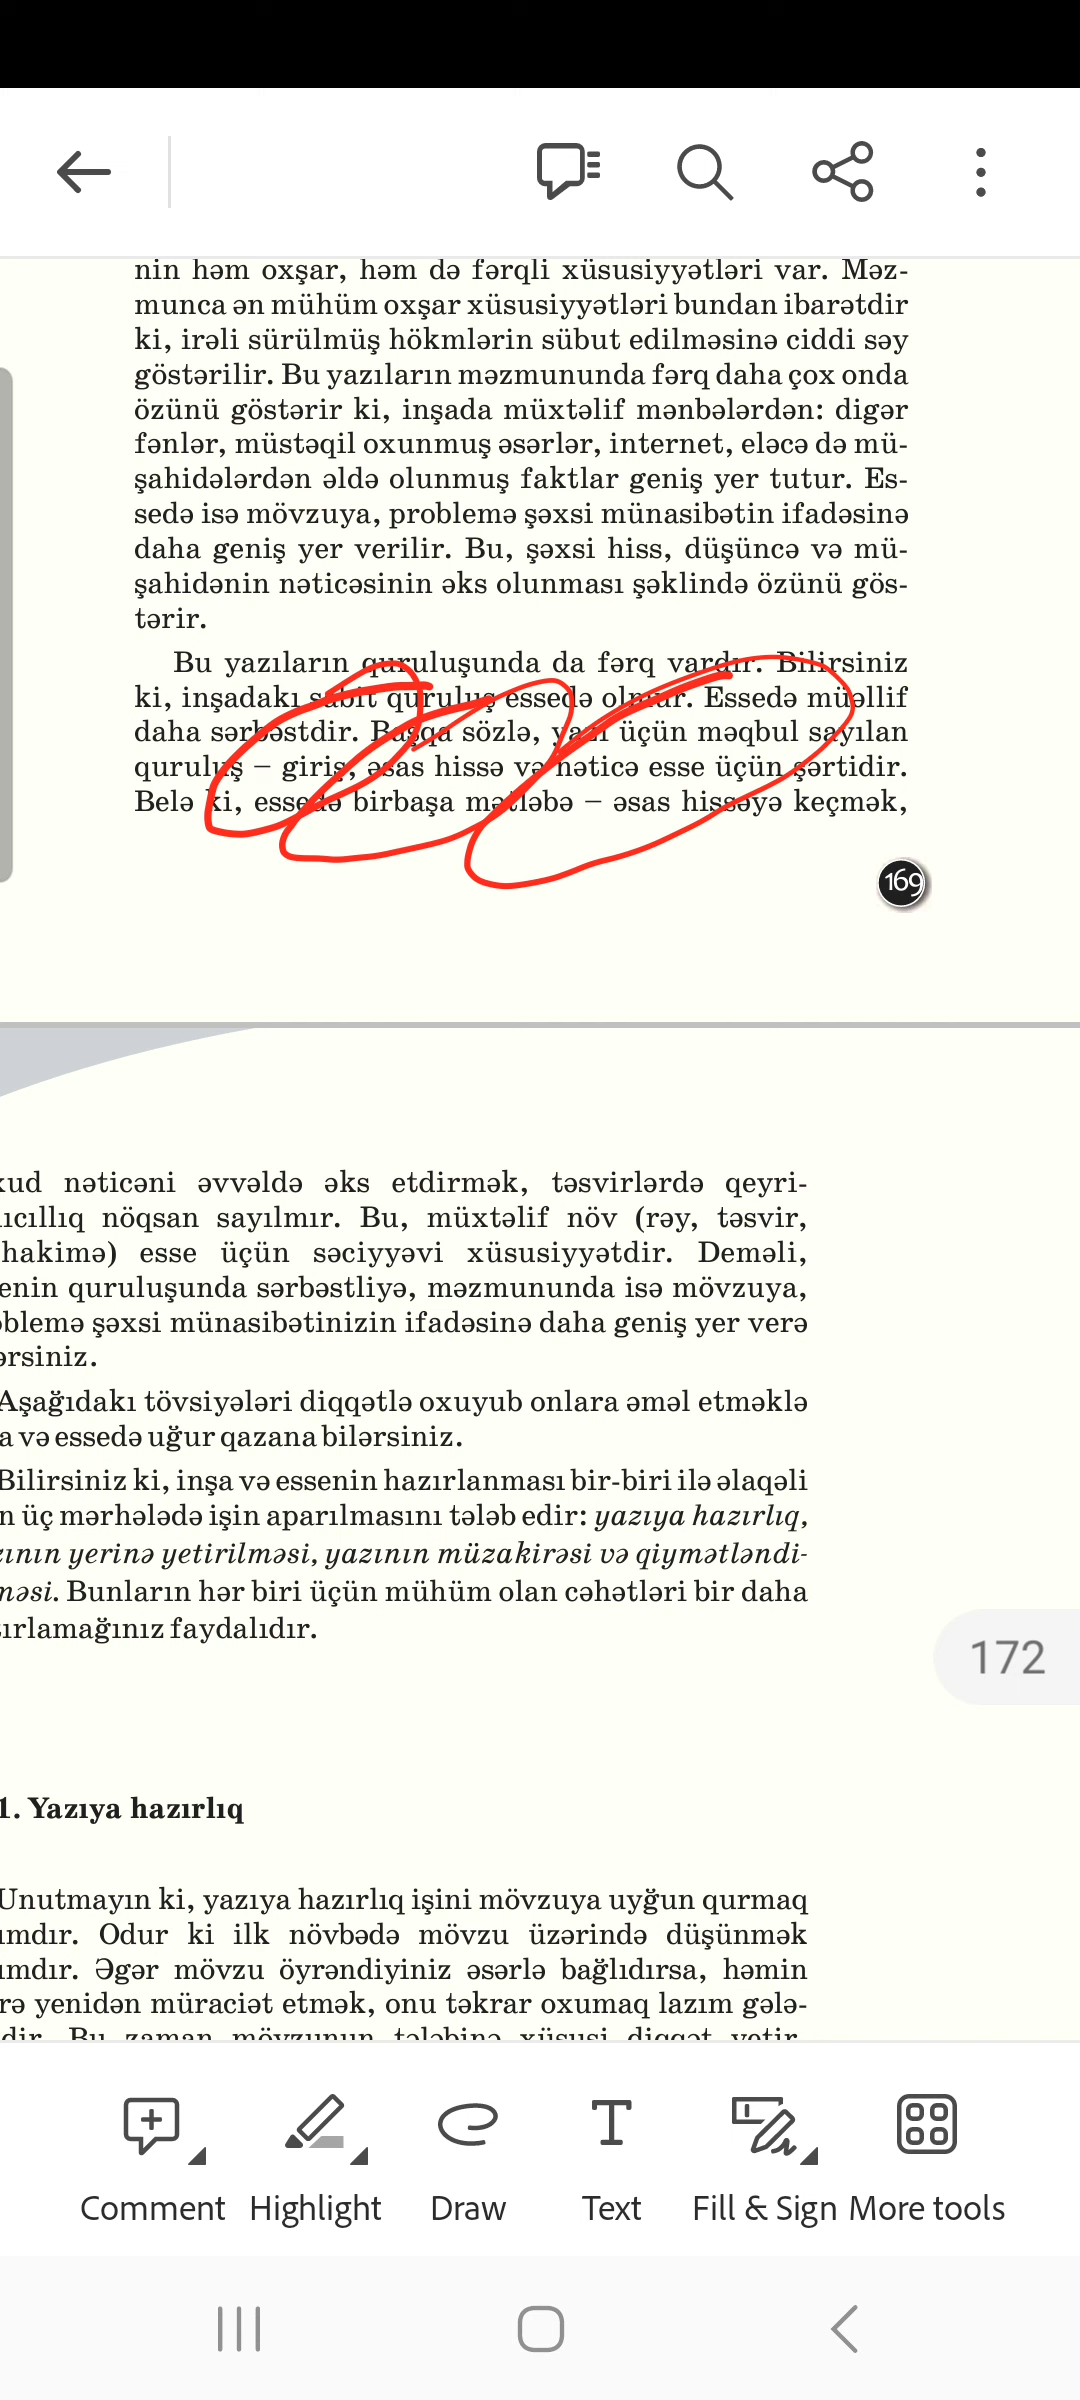 nin həm oxşar, həm də fərqli xüsusiyyətləri var. Məz-
munca ən mühüm oxşar xüsusiyyətləri bundan ibarətdir
ki, irəli sürülmüş hökmlərin sübut edilməsinə ciddi səy
göstərilir. Bu yazıların məzmununda fərq daha çox onda
özünü göstərir ki, inşada müxtəlif mənbələrdən: digər
fənlər, müstəqil oxunmuş əsərlər, internet, eləcə də mü-
şahidələrdən əldə olunmuş faktlar geniş yer tutur. Es-
sedə isə mövzuya, problemə şəxsi münasibətin ifadəsinə
daha geniş yer verilir. Bu, şəxsi hiss, düşüncə və mü-
şahidənin nəticəsinin əks olunması şəklində özünü gös-
tərir.
Bu yazıların quruluşunda da fərq vardır. Bilirsiniz
ki, inşadakı sabit quruluş essedə olmur. Essedə müəllif
daha sərbəstdir. Başqa sözlə, yazı üçün məqbul sayılan
quruluş – giriş, əsas hissə və nəticə esse üçün şərtidir.
Belə ki, essedə birbaşa mətləbə – əsas hissəyə keçmək,
169
xud nəticəni əvvəldə əks etdirmək, təsvirlərdə qeyri-
ıcıllıq nöqsan sayılmır. Bu, müxtəlif növ (rəy, təsvir,
hakimə) esse üçün səciyyəvi xüsusiyyətdir. Deməli,
enin quruluşunda sərbəstliyə, məzmununda isə mövzuya,
blemə şəxsi münasibətinizin ifadəsinə daha geniş yer verə
ərsiniz.
Aşağıdakı tövsiyələri diqqətlə oxuyub onlara əməl etməklə
a və essedə uğur qazana bilərsiniz.
Bilirsiniz ki, inşa və essenin hazırlanması bir-biri ilə əlaqəli
n üç mərhələdə işin aparılmasını tələb edir: yazıya hazırlıq,
zının yerinə yetirilməsi, yazının müzakirəsi və qiymətləndi-
məsi. Bunların hər biri üçün mühüm olan cəhətləri bir daha
ırlamağınız faydalıdır.
172
1. Yazıya hazırlıq
Unutmayın ki, yazıya hazırlıq işini mövzuya uyğun qurmaq
ımdır. Odur ki ilk növbədə mövzu üzərində düşünmək
ımdır. Əgər mövzu öyrəndiyiniz əsərlə bağlıdırsa, həmin
rə yenidən müraciət etmək, onu təkrar oxumaq lazım gələ-
dir. Bu zaman mövzunun tələbinə xüsusi diqqət yetir-
Comment Highlight Draw Text Fill & Sign More tools